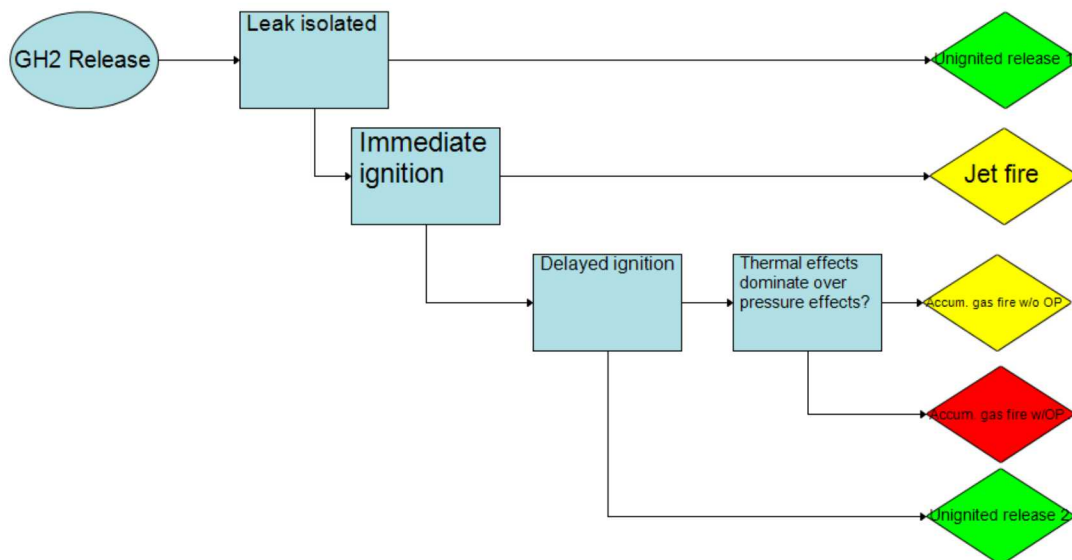 GH2 Release
Leak isolated
Unignited release 1
Immediate
ignition
Jet fire
Delayed ignition
Thermal effects
dominate over
pressure effects?
Accum. gas fire w/o OP
Accum. gas fire w/OP
Unignited release 2